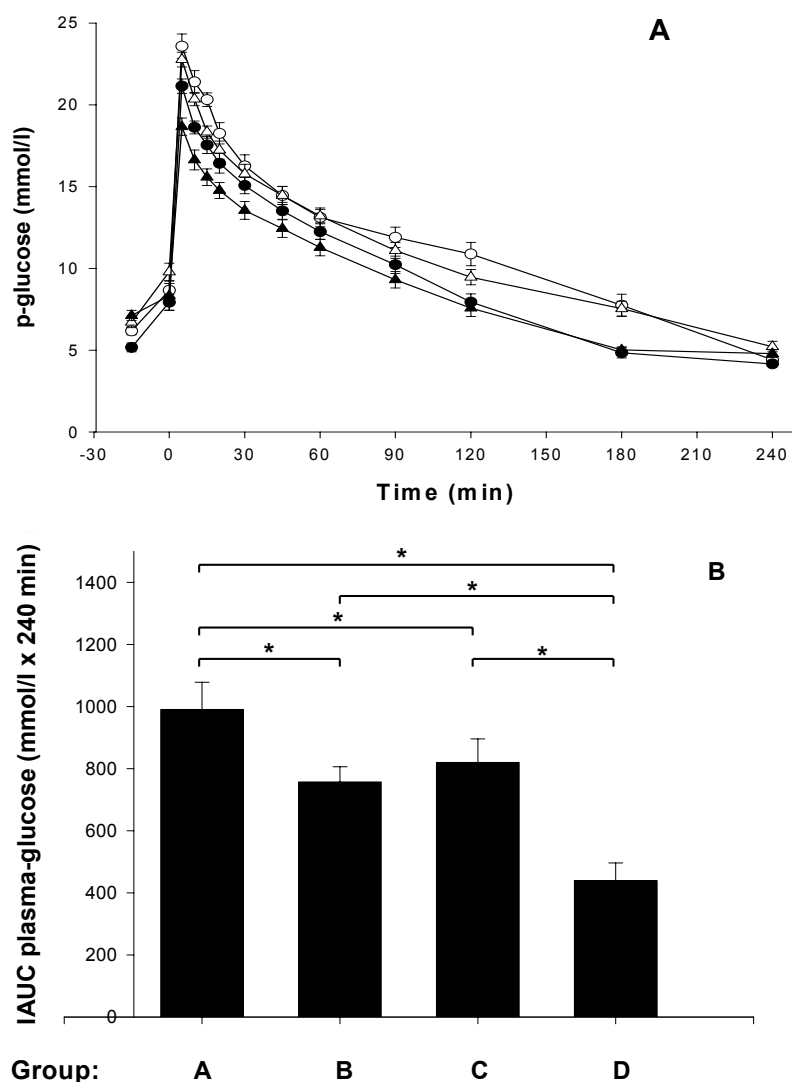 A
25
20
15
10
5
0
p-glucose (mmol/l)
-30 0 30 60 90 120 150 180 210 240
Time (min)
B
IAUC plasma-glucose (mmol/l x 240 min)
1400
1200
1000
800
600
400
200
0
*
*
*
* *
Group: A B C D